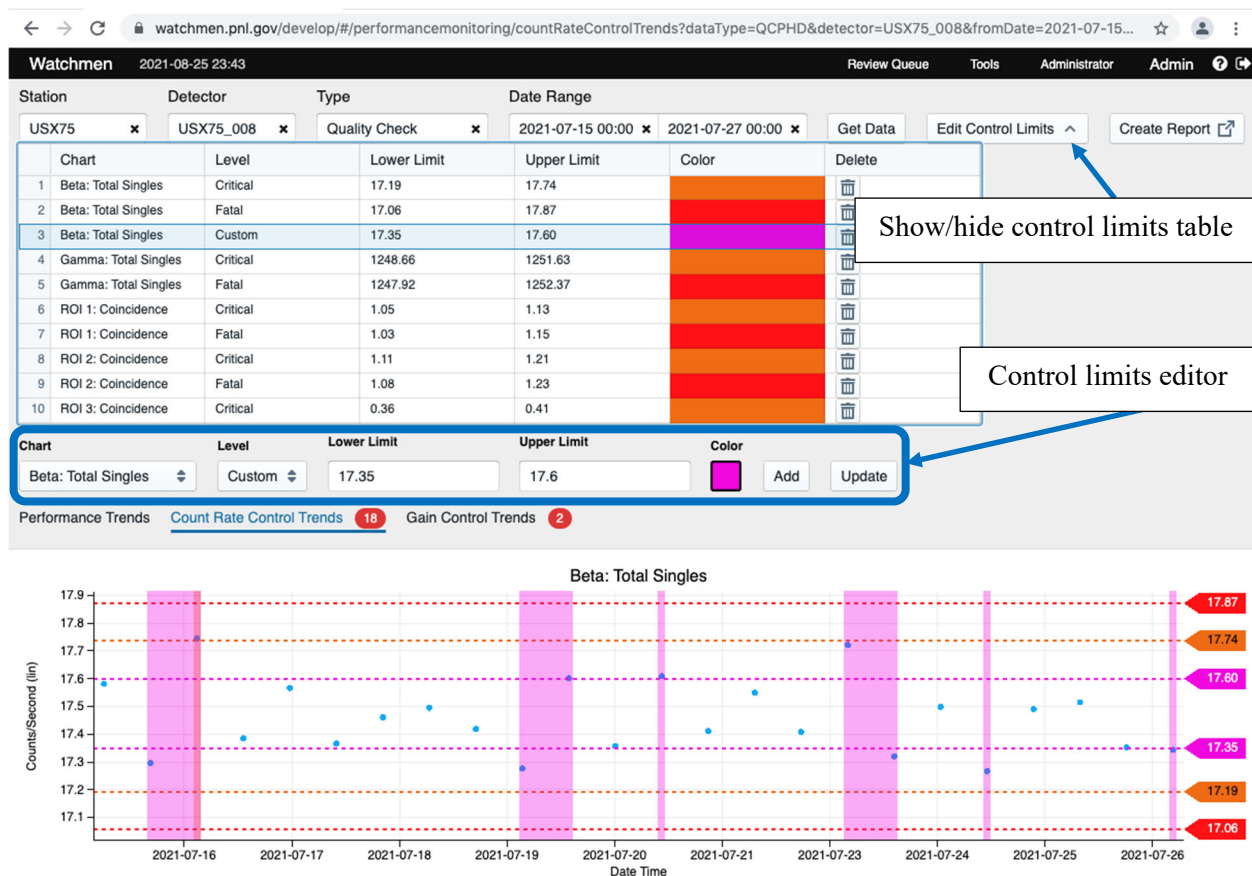 watchmen.pnl.gov/develop/#/performancemonitoring/countRateControlTrends?dataType=QCPHD&detector=USX75_008&fromDate=2021-07-15...
Watchmen 2021-08-25 23:43 Review Queue Tools Administrator Admin
Station Detector Type Date Range
USX75 × USX75_008 × Quality Check × 2021-07-15 00:00 × 2021-07-27 00:00 × Get Data Edit Control Limits Create Report
Chart Level Lower Limit Upper Limit Color Delete
1 Beta: Total Singles Critical 17.19 17.74
2 Beta: Total Singles Fatal 17.06 17.87
3 Beta: Total Singles Custom 17.35 17.60
4 Gamma: Total Singles Critical 1248.66 1251.63
5 Gamma: Total Singles Fatal 1247.92 1252.37
6 ROI 1: Coincidence Critical 1.05 1.13
7 ROI 1: Coincidence Fatal 1.03 1.15
8 ROI 2: Coincidence Critical 1.11 1.21
9 ROI 2: Coincidence Fatal 1.08 1.23
10 ROI 3: Coincidence Critical 0.36 0.41
Show/hide control limits table
Control limits editor
Chart Level Lower Limit Upper Limit Color
Beta: Total Singles Custom 17.35 17.6 Add Update
Performance Trends Count Rate Control Trends 18 Gain Control Trends 2
Beta: Total Singles
Counts/Second (lin)
17.9
17.8
17.7
17.6
17.5
17.4
17.3
17.2
17.1
17.87
17.74
17.60
17.35
17.19
17.06
2021-07-16 2021-07-17 2021-07-18 2021-07-19 2021-07-20 2021-07-21 2021-07-23 2021-07-24 2021-07-25 2021-07-26
Date Time